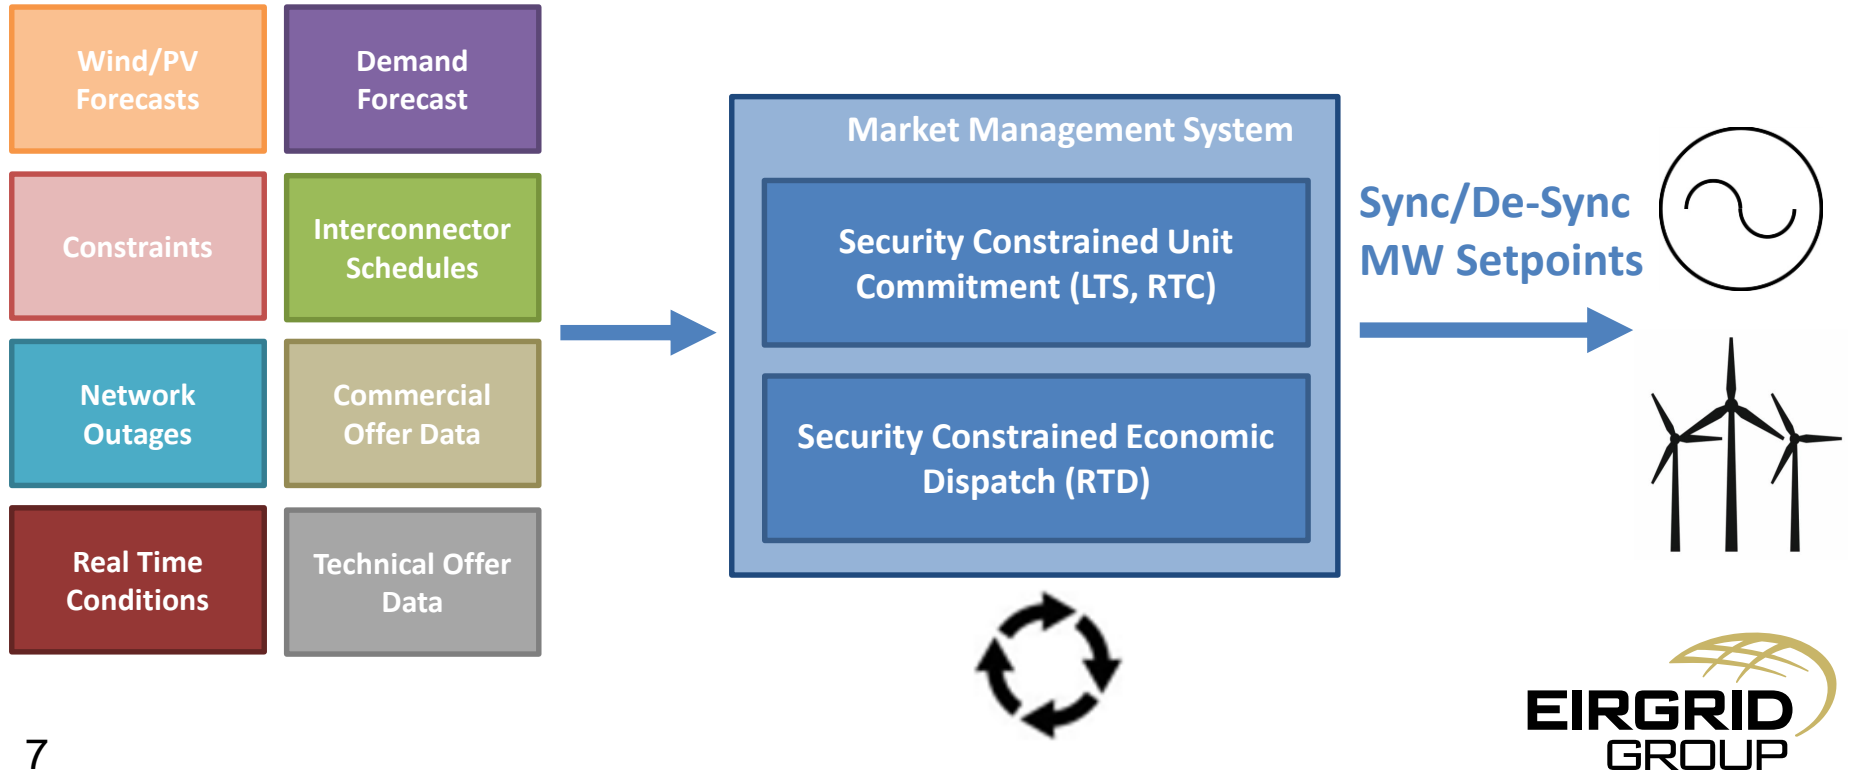 Wind/PV
Forecasts
Demand
Forecast
Constraints
Interconnector
Schedules
Network
Outages
Commercial
Offer Data
Real Time
Conditions
Technical Offer
Data
Market Management System
Security Constrained Unit
Commitment (LTS, RTC)
Security Constrained Economic
Dispatch (RTD)
Sync/De-Sync
MW Setpoints
EIRGRID
GROUP
7